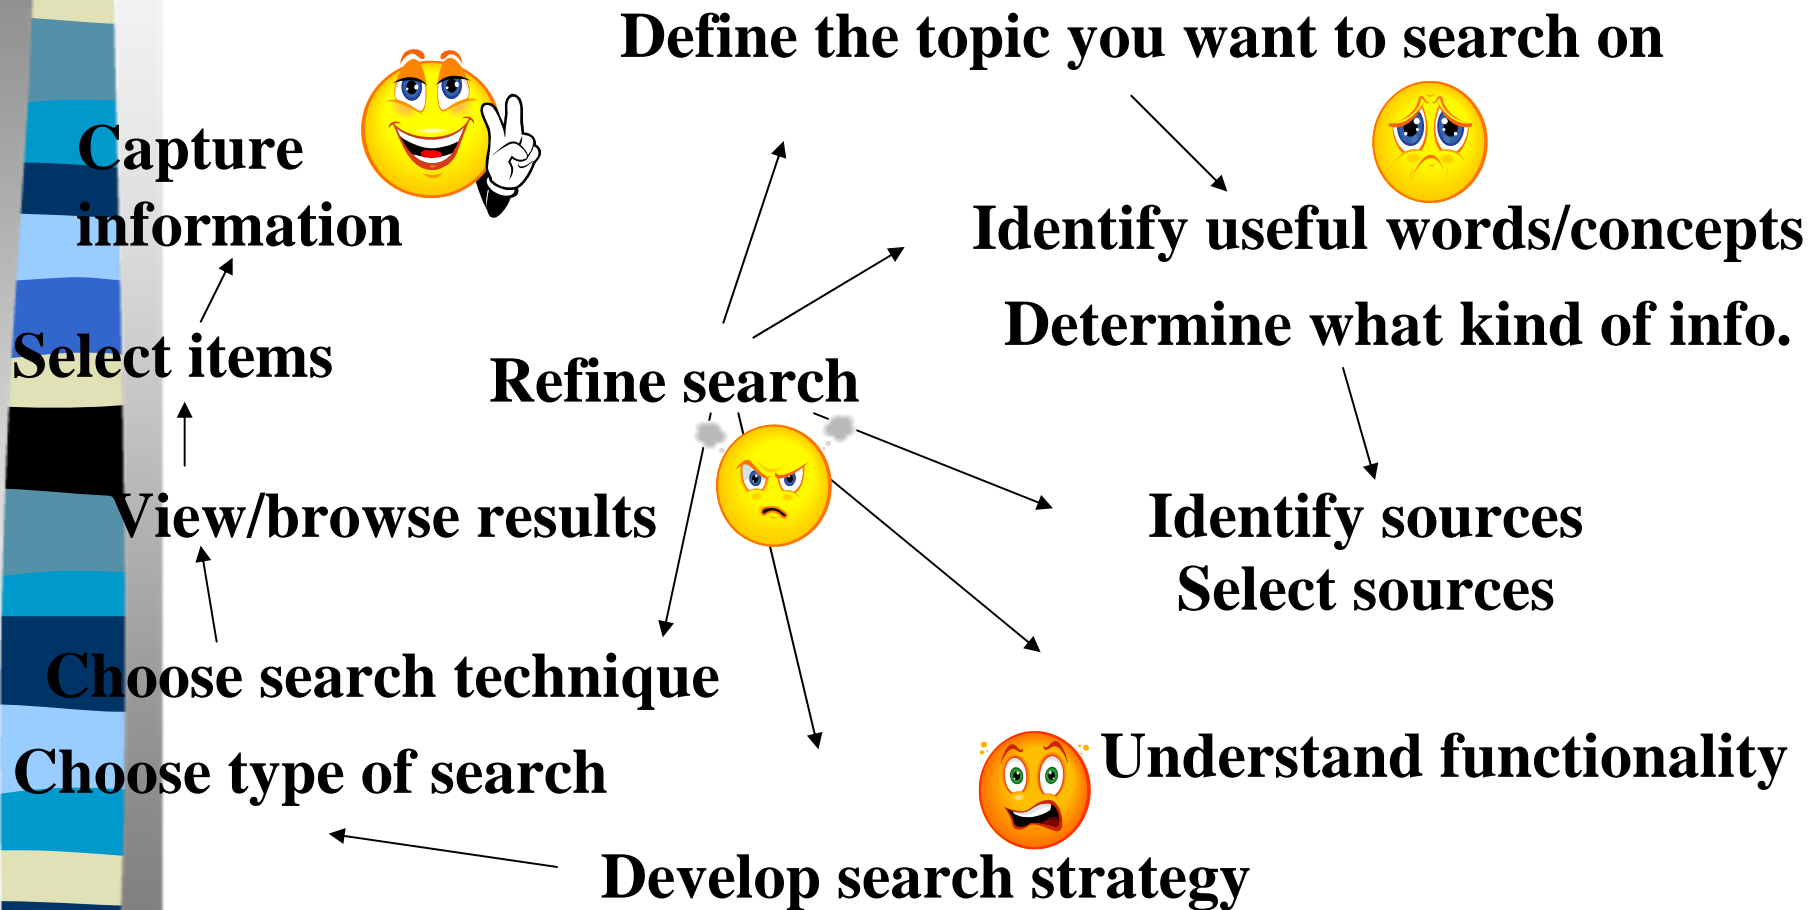 Define the topic you want to search on
Capture
information
Identify useful words/concepts
Determine what kind of info.
Select items
Refine search
View/browse results
Identify sources
Select sources
Choose search technique
Understand functionality
Choose type of search
Develop search strategy